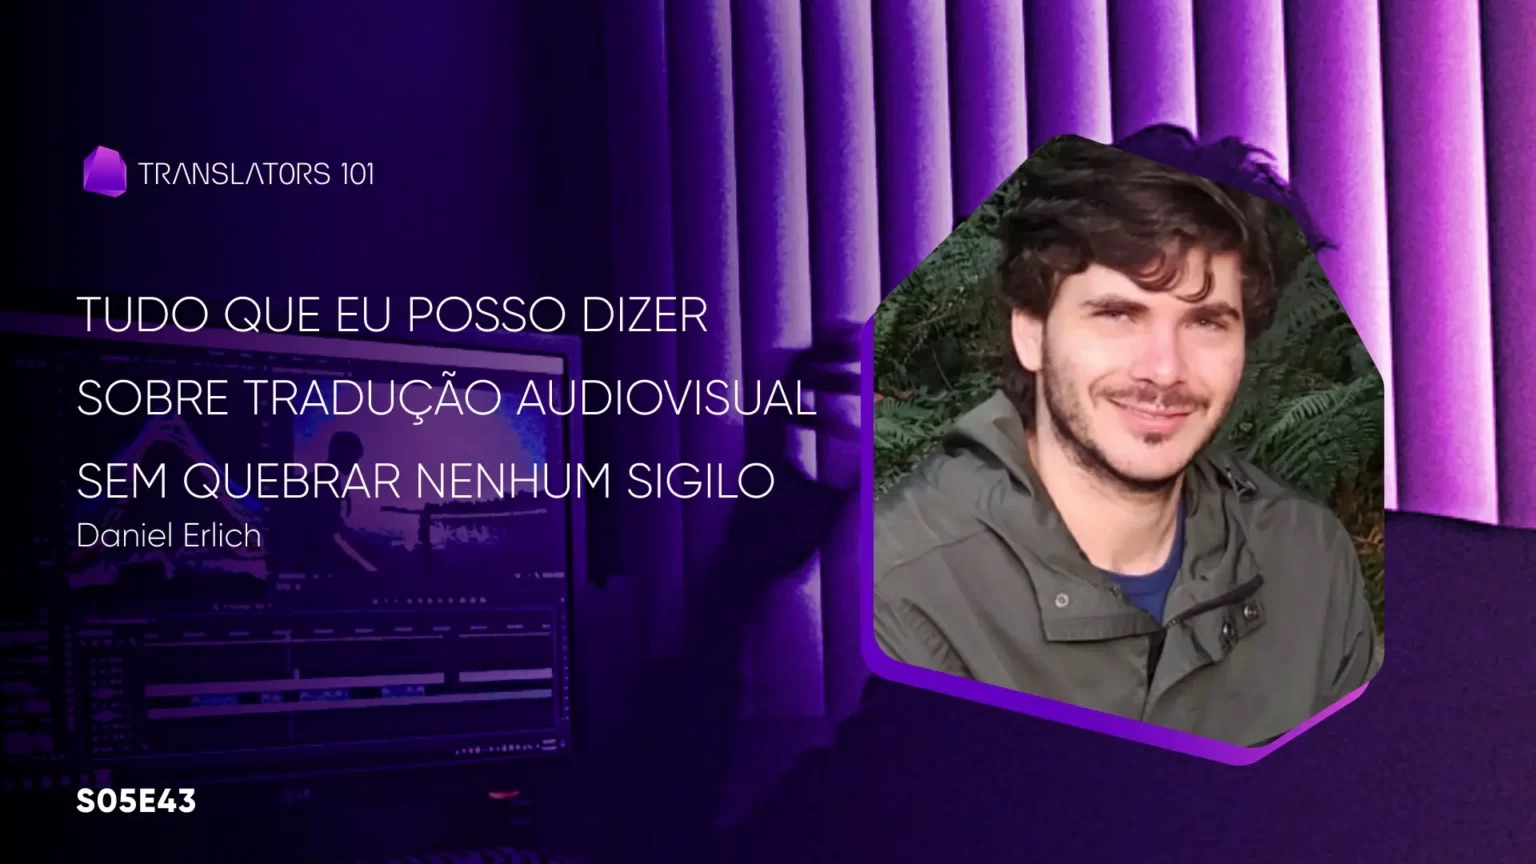 TRANSLATORS 101
TUDO QUE EU POSSO DIZER
SOBRE TRADUÇÃO AUDIOVISUAL
SEM QUEBRAR NENHUM SIGILO
Daniel Erlich
S05E43